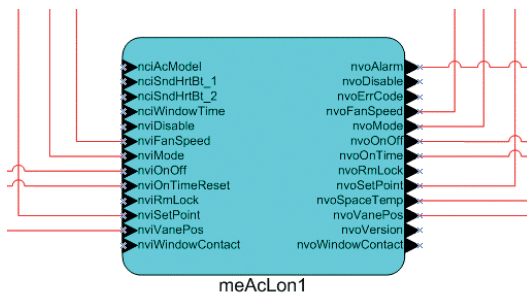 nciAcModel
nciSndHrtBt_1
nciSndHrtBt_2
nciWindowTime
nviDisable
nviFanSpeed
nviMode
nviOnOff
nviOnTimeReset
nviRmLock
nviSetPoint
nviVanePos
nviWindowContact
nvoAlarm
nvoDisable
nvoErrCode
nvoFanSpeed
nvoMode
nvoOnOff
nvoOnTime
nvoRmLock
nvoSetPoint
nvoSpaceTemp
nvoVanePos
nvoVersion
nvoWindowContact
meAcLon1